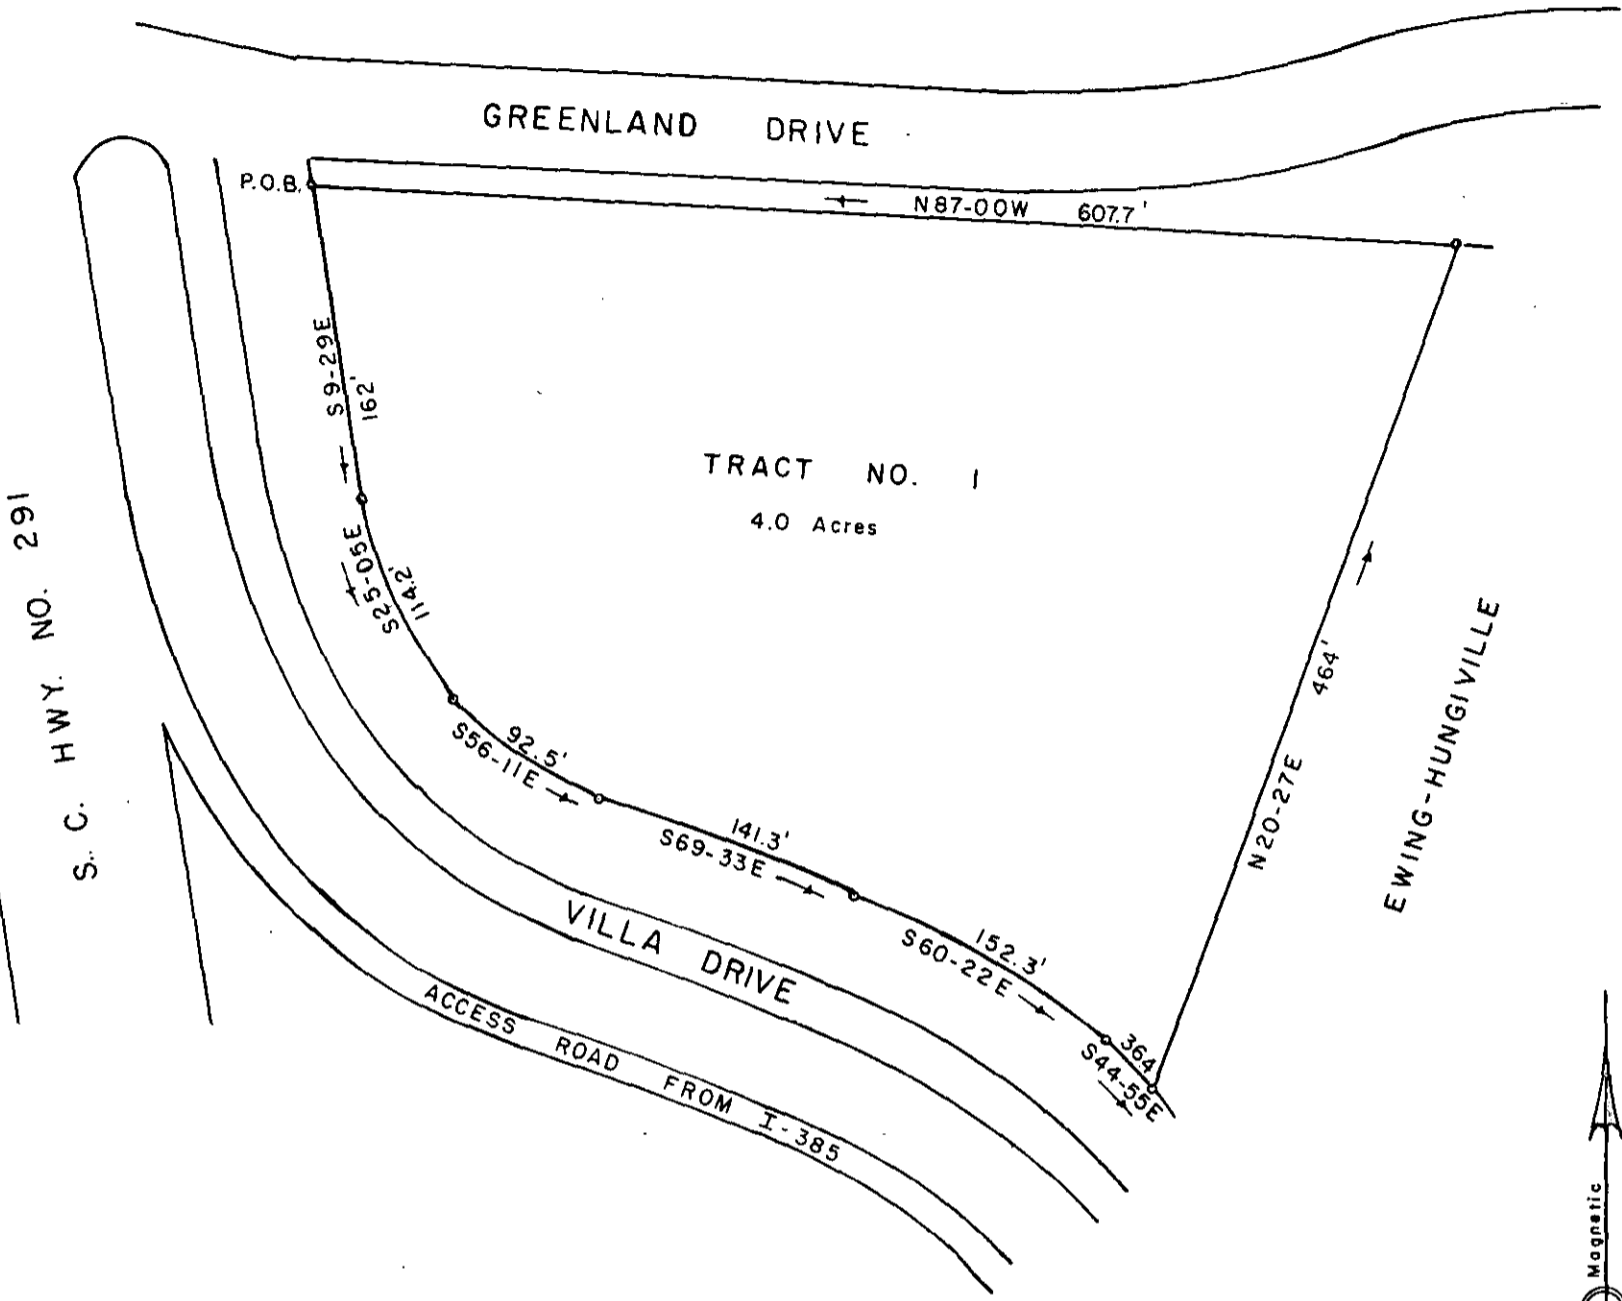 GREENLAND DRIVE
P.O.B.
N87-00W 607.7'
S9-29E
162'
TRACT NO. 1
4.0 Acres
S25-05E
114.2'
S. C. HWY. NO. 291
92.5'
S56-11E
141.3'
S69-33E
152.3'
S60-22E
364
S44-55E
N20-27E 464'
EWING-HUNGIVILLE
VILLA DRIVE
ACCESS ROAD FROM I-385
Magnetic